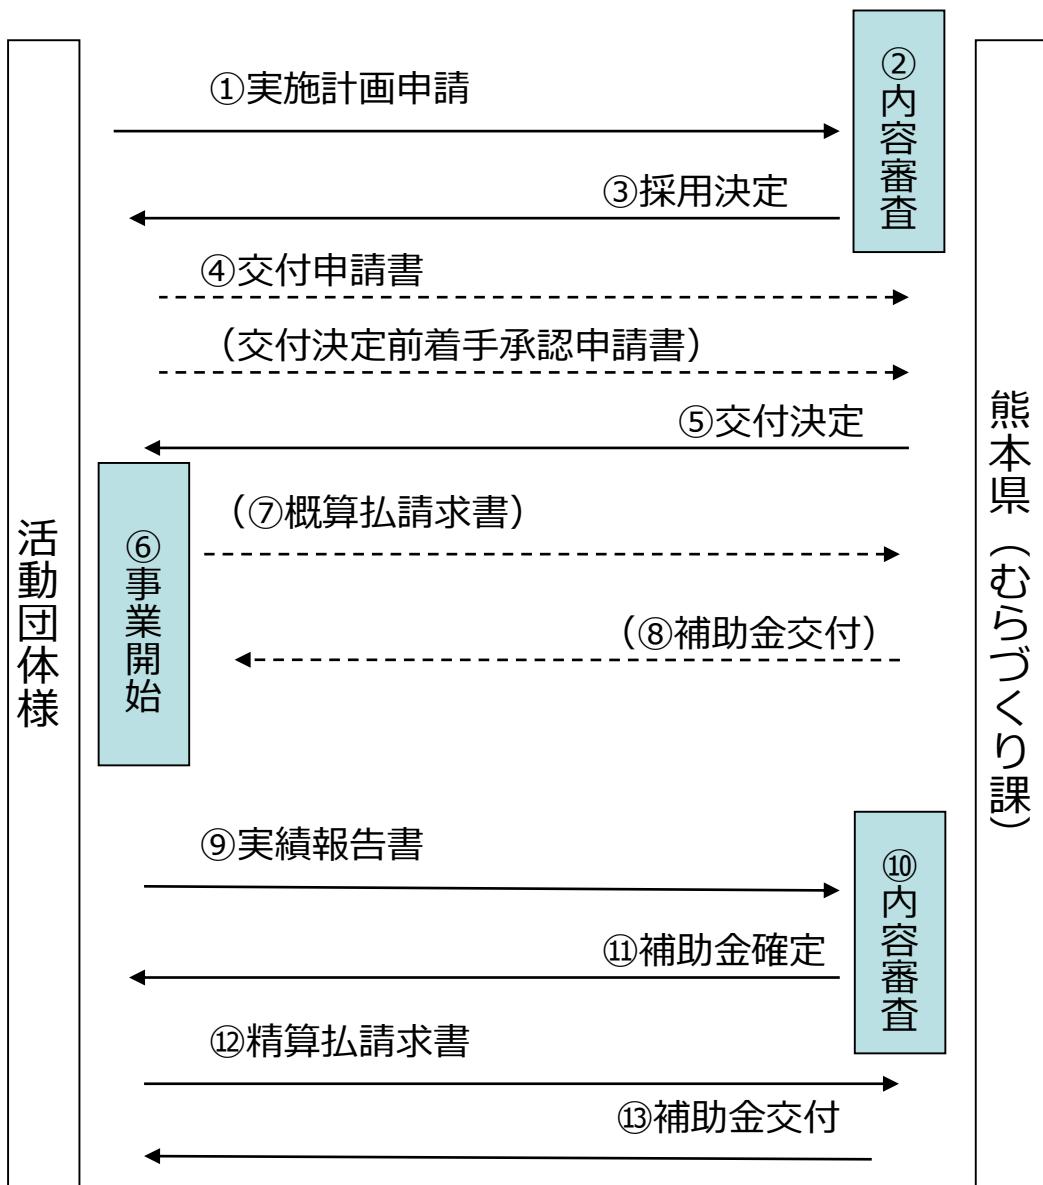 活動団体様
①実施計画申請
②内容審査
③採用決定
④交付申請書
（交付決定前着手承認申請書）
⑤交付決定
⑥事業開始
（⑦概算払請求書）
（⑧補助金交付）
⑨実績報告書
⑩内容審査
⑪補助金確定
⑫精算払請求書
⑬補助金交付
熊本県（むらづくり課）